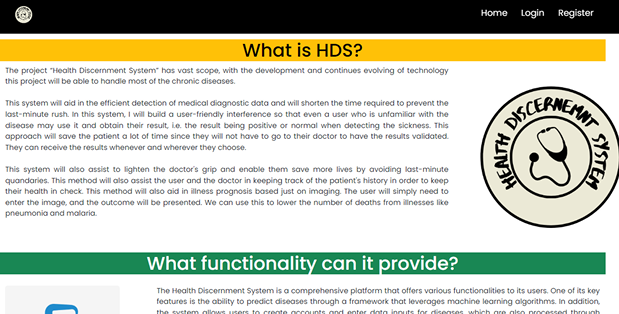 Home Login Register
What is HDS?
The project “Health Discernment System” has vast scope, with the development and continues evolving of technology
this project will be able to handle most of the chronic diseases.
This system will aid in the efficient detection of medical diagnostic data and will shorten the time required to prevent the
last-minute rush. In this system, I will build a user-friendly interference so that even a user who is unfamiliar with the
disease may use it and obtain their result, i.e. the result being positive or normal when detecting the sickness. This
approach will save the patient a lot of time since they will not have to go to their doctor to have the results validated.
They can receive the results whenever and wherever they choose.
This system will also assist to lighten the doctor's grip and enable them save more lives by avoiding last-minute
quandaries. This method will also assist the user and the doctor in keeping track of the patient's history in order to keep
their health in check. This method will also aid in illness prognosis based just on imaging. The user will simply need to
enter the image, and the outcome will be presented. We can use this to lower the number of deaths from illnesses like
pneumonia and malaria.
HEALTH DISCERNEMNT SYSTEM
What functionality can it provide?
The Health Discernment System is a comprehensive platform that offers various functionalities to its users. One of its key
features is the ability to predict diseases through a framework that leverages machine learning algorithms. In addition,
the system allows users to create accounts and enter data inputs for diseases, which are also processed through